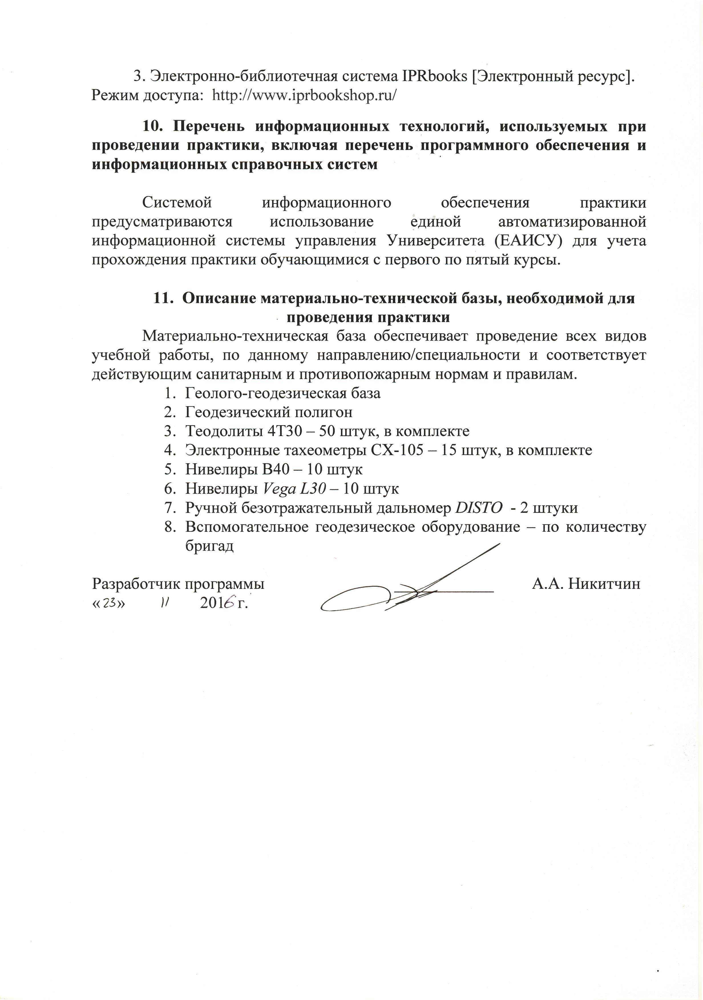 3. Электронно-библиотечная система IPRbooks [Электронный ресурс].
Режим доступа: http://www.iprbookshop.ru/
10. Перечень информационных технологий, используемых при
проведении практики, включая перечень программного обеспечения и
информационных справочных систем
Системой информационного обеспечения практики
предусматриваются использование единой автоматизированной
информационной системы управления Университета (ЕАИСУ) для учета
прохождения практики обучающимися с первого по пятый курсы.
11. Описание материально-технической базы, необходимой для
проведения практики
Материально-техническая база обеспечивает проведение всех видов
учебной работы, по данному направлению/специальности и соответствует
действующим санитарным и противопожарным нормам и правилам.
1. Геолого-геодезическая база
2. Геодезический полигон
3. Теодолиты 4Т30 – 50 штук, в комплекте
4. Электронные тахеометры СХ-105 – 15 штук, в комплекте
5. Нивелиры В40 – 10 штук
6. Нивелиры Vega L30 – 10 штук
7. Ручной безотражательный дальномер DISTO - 2 штуки
8. Вспомогательное геодезическое оборудование – по количеству
бригад
Разработчик программы А.А. Никитчин
«23» 11 2016 г.